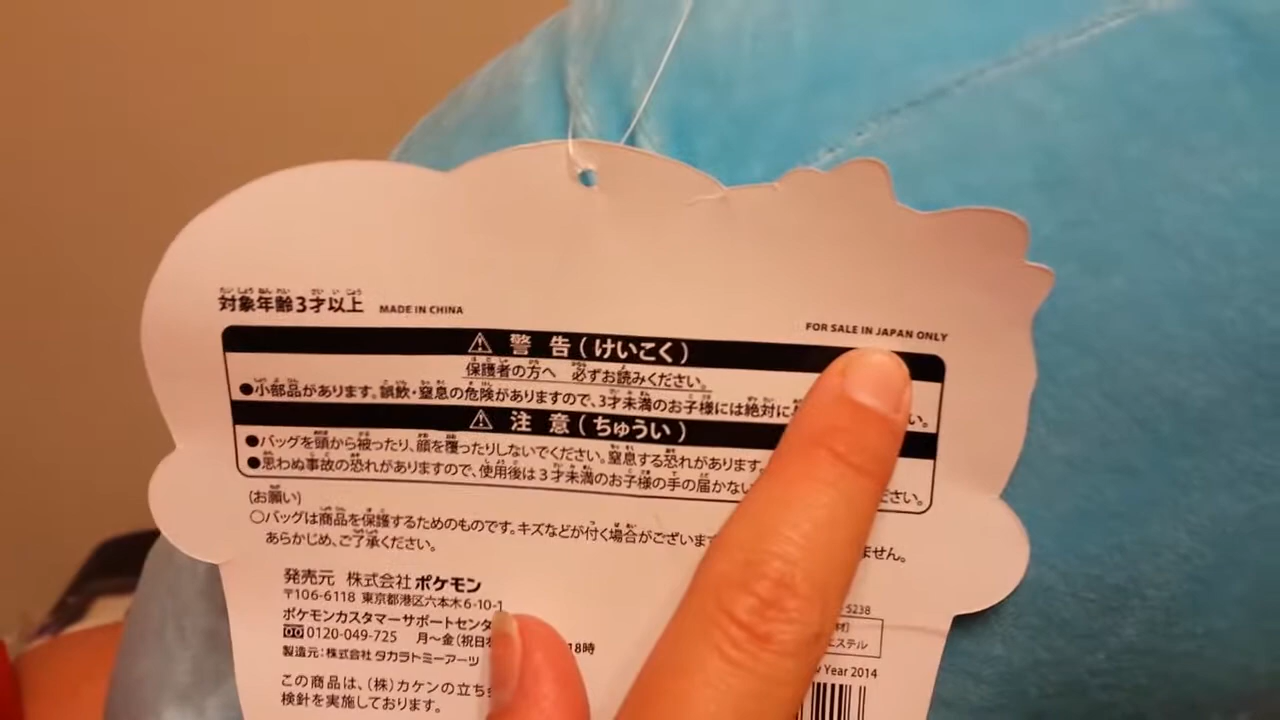 対象年齢3才以上 MADE IN CHINA
FOR SALE IN JAPAN ONLY
⚠ 警告(けいこく)
保護者の方へ 必ずお読みください。
●小部品があります。誤飲・窒息の危険がありますので、3才未満のお子様には絶対に い。
⚠ 注意(ちゅうい)
●バッグを頭から被ったり、顔を覆ったりしないでください。窒息する恐れがあります。
●思わぬ事故の恐れがありますので、使用後は3才未満のお子様の手の届かない ださい。
(お願い)
○バッグは商品を保護するためのものです。キズなどが付く場合がございます ません。
あらかじめ、ご了承ください。
発売元 株式会社ポケモン
〒106-6118 東京都港区六本木6-10-1
ポケモンカスタマーサポートセンタ
0120-049-725 月~金(祝日 18時
製造元:株式会社 タカラトミーアーツ
この商品は、(株)カケンの立ち
検針を実施しております。
5238
材)
エステル
Year 2014